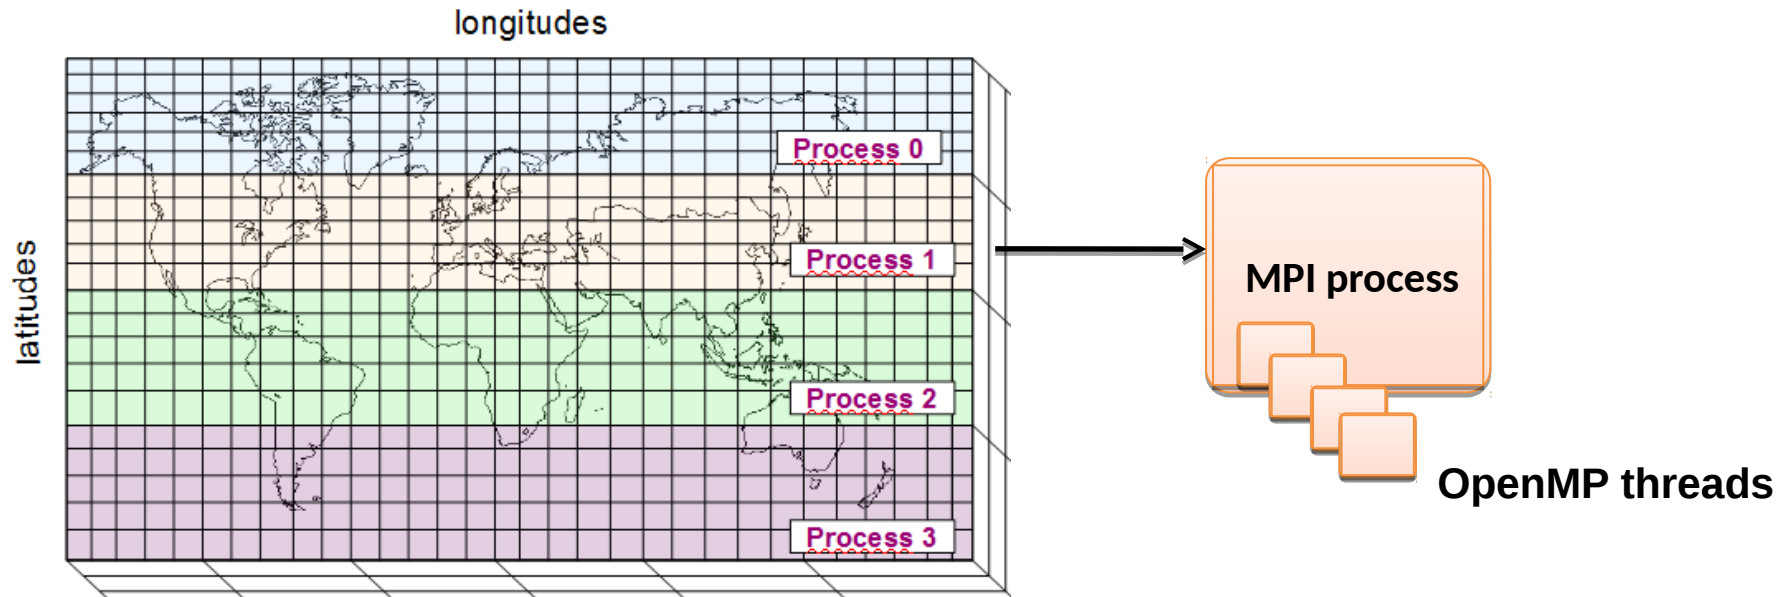 longitudes
latitudes
Process 0
Process 1
Process 2
Process 3
MPI process
OpenMP threads